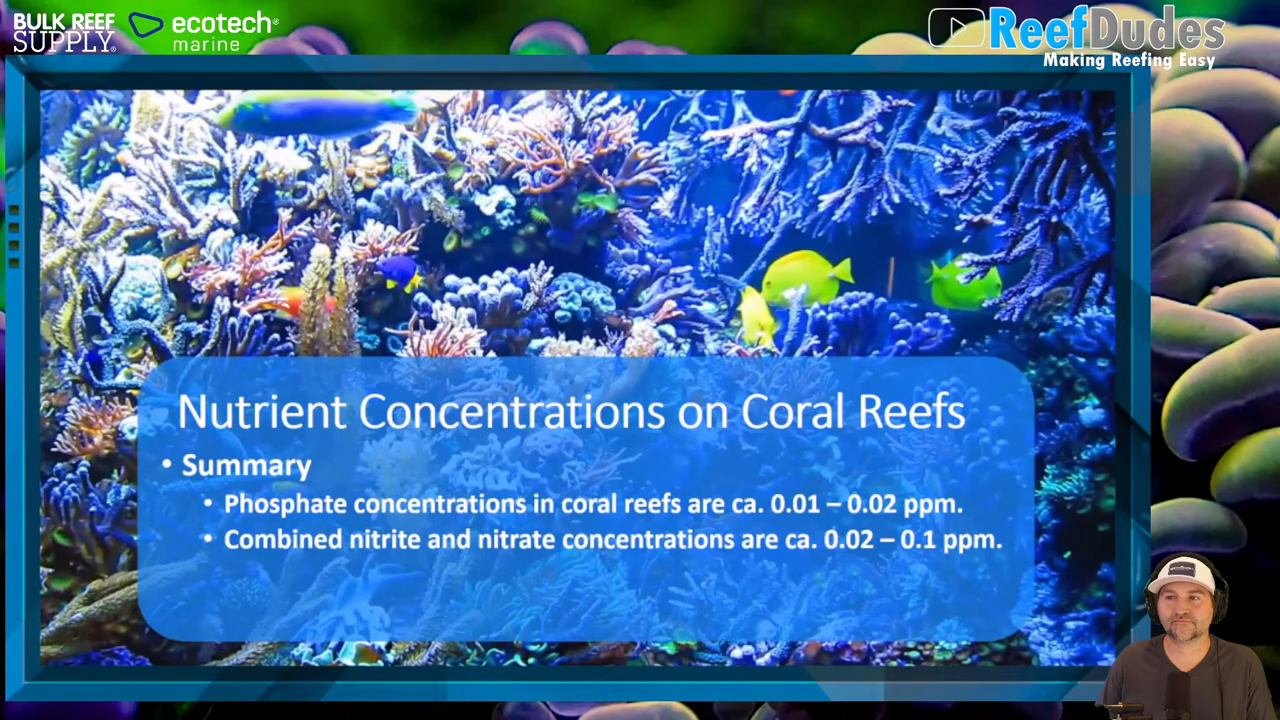 BULK REEF
SUPPLY®
ecotech®
marine
ReefDudes
Making Reefing Easy
Nutrient Concentrations on Coral Reefs
• Summary
• Phosphate concentrations in coral reefs are ca. 0.01 – 0.02 ppm.
• Combined nitrite and nitrate concentrations are ca. 0.02 – 0.1 ppm.